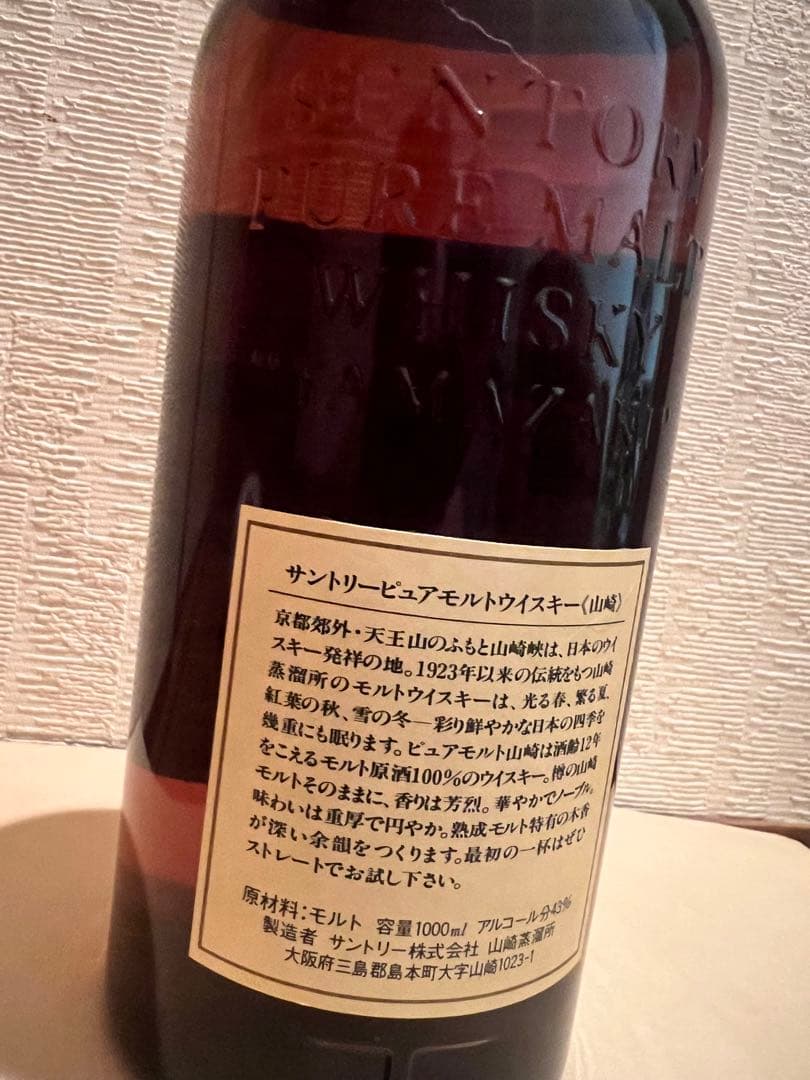 SUNTORY
PURE MALT
WHISKY
"YAMAZAKI"
サントリーピュアモルトウイスキー《山崎》
京都郊外・天王山のふもと山崎峡は、日本のウイ
スキー発祥の地。1923年以来の伝統をもつ山崎
蒸溜所のモルトウイスキーは、光る春、繁る夏、
紅葉の秋、雪の冬―彩り鮮やかな日本の四季を
幾重にも眠ります。ピュアモルト山崎は酒齢12年
をこえるモルト原酒100%のウイスキー。樽の山崎
モルトそのままに、香りは芳烈。華やかでノーブル。
味わいは重厚で円やか。熟成モルト特有の木香
が深い余韻をつくります。最初の一杯はぜひ
ストレートでお試し下さい。
原材料：モルト 容量1000ml アルコール分43%
製造者 サントリー株式会社 山崎蒸溜所
大阪府三島郡島本町大字山崎1023-1